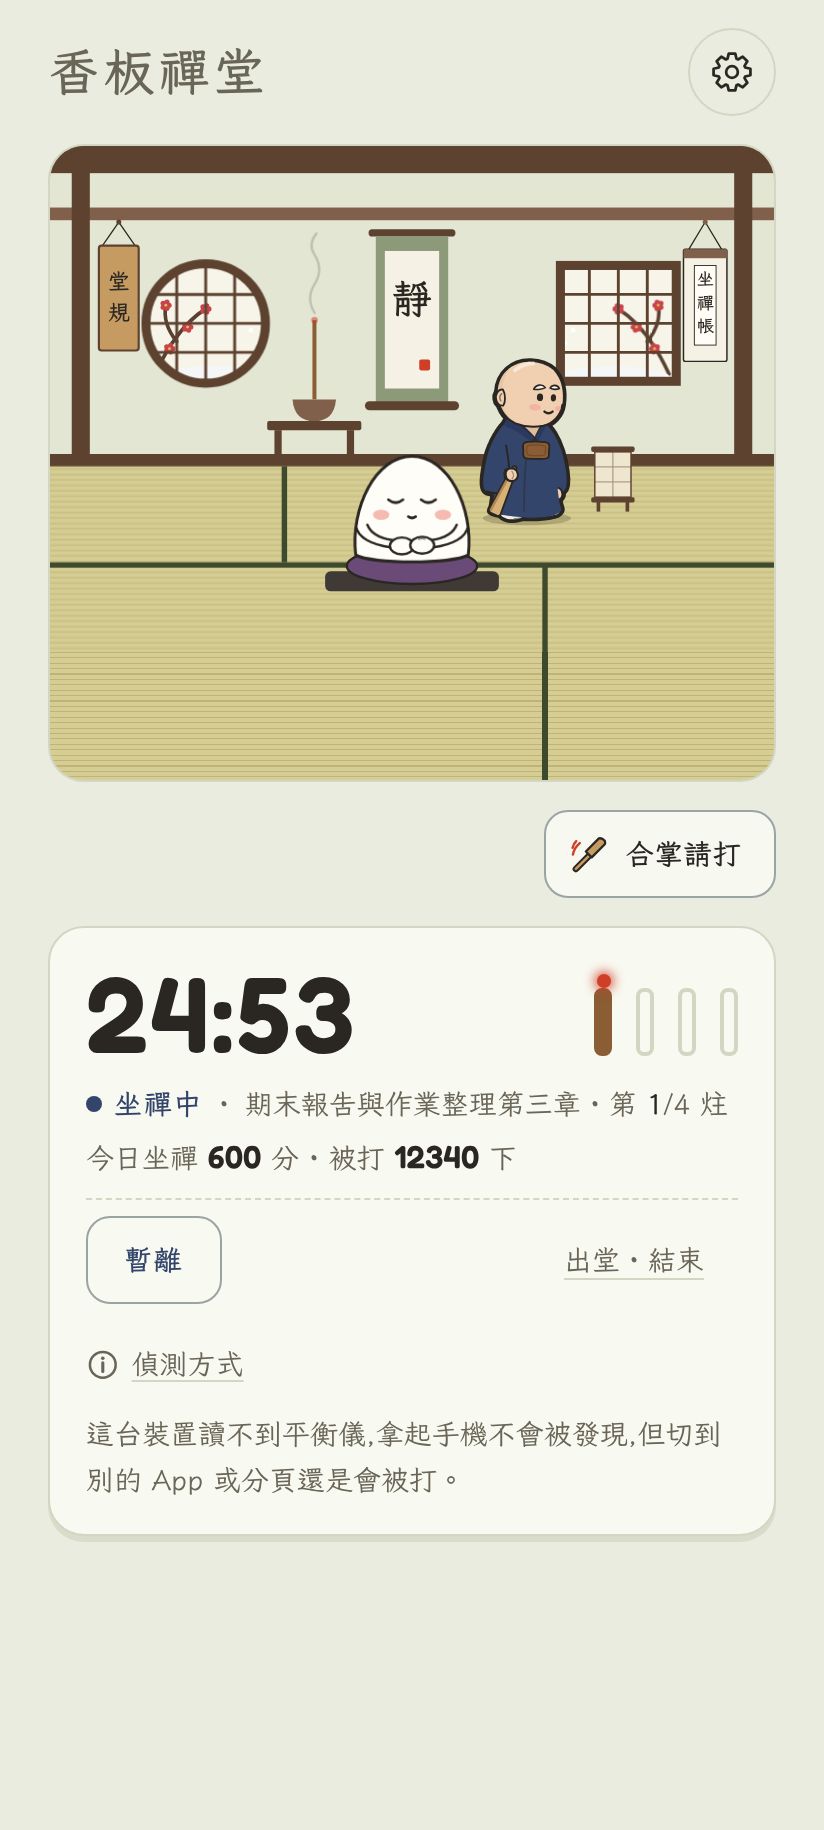 香板禪堂
堂規
靜
坐禪帳
合掌請打
24:53
坐禪中 · 期末報告與作業整理第三章 · 第 1/4 炷
今日坐禪 600 分 · 被打 12340 下
暫離
出堂 · 結束
偵測方式
這台裝置讀不到平衡儀,拿起手機不會被發現,但切到
別的 App 或分頁還是會被打。